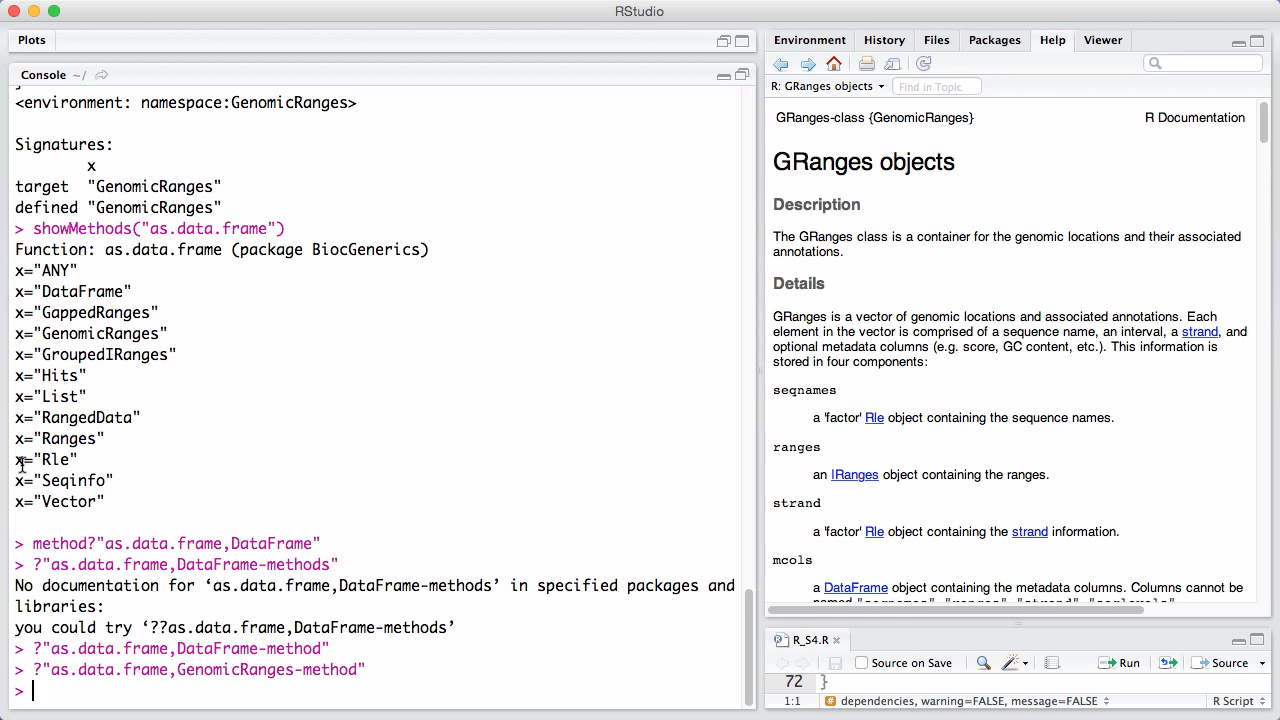 RStudio
Plots
Console ~/
}
<environment: namespace:GenomicRanges>
Signatures:
x
target "GenomicRanges"
defined "GenomicRanges"
> showMethods("as.data.frame")
Function: as.data.frame (package BiocGenerics)
x="ANY"
x="DataFrame"
x="GappedRanges"
x="GenomicRanges"
x="GroupedIRanges"
x="Hits"
x="List"
x="RangedData"
x="Ranges"
x="Rle"
x="Seqinfo"
x="Vector"
> method?"as.data.frame,DataFrame"
> ?"as.data.frame,DataFrame-methods"
No documentation for ‘as.data.frame,DataFrame-methods’ in specified packages and
libraries:
you could try ‘??as.data.frame,DataFrame-methods’
> ?"as.data.frame,DataFrame-method"
> ?"as.data.frame,GenomicRanges-method"
>
Environment History Files Packages Help Viewer
R: GRanges objects Find in Topic
GRanges-class {GenomicRanges} R Documentation
GRanges objects
Description
The GRanges class is a container for the genomic locations and their associated
annotations.
Details
GRanges is a vector of genomic locations and associated annotations. Each
element in the vector is comprised of a sequence name, an interval, a strand, and
optional metadata columns (e.g. score, GC content, etc.). This information is
stored in four components:
seqnames
a 'factor' Rle object containing the sequence names.
ranges
an IRanges object containing the ranges.
strand
a 'factor' Rle object containing the strand information.
mcols
a DataFrame object containing the metadata columns. Columns cannot be
named "seqnames", "ranges", "strand", "seqlevels",
R_S4.R
Source on Save Run Source
72 }
1:1 dependencies, warning=FALSE, message=FALSE R Script